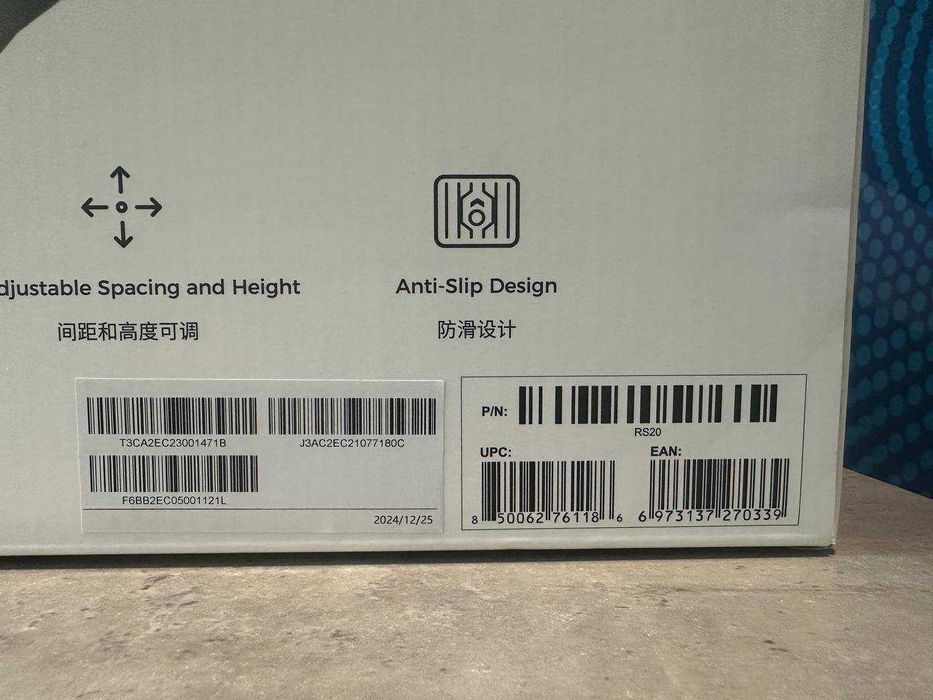 djustable Spacing and Height
间距和高度可调
Anti-Slip Design
防滑设计
T3CA2EC23001471B
J3AC2EC21077180C
F6BB2EC05001121L
2024/12/25
P/N:
RS20
UPC:
8 50062 76118 6
EAN:
6 973137 270339